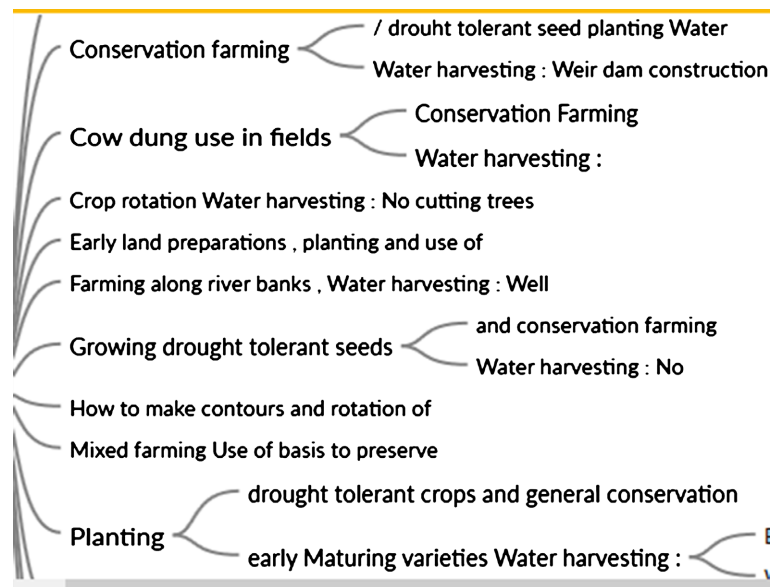 Conservation farming
/ drouht tolerant seed planting Water
Water harvesting : Weir dam construction
Cow dung use in fields
Conservation Farming
Water harvesting :
Crop rotation Water harvesting : No cutting trees
Early land preparations , planting and use of
Farming along river banks , Water harvesting : Well
Growing drought tolerant seeds
and conservation farming
Water harvesting : No
How to make contours and rotation of
Mixed farming Use of basis to preserve
Planting
drought tolerant crops and general conservation
early Maturing varieties Water harvesting :